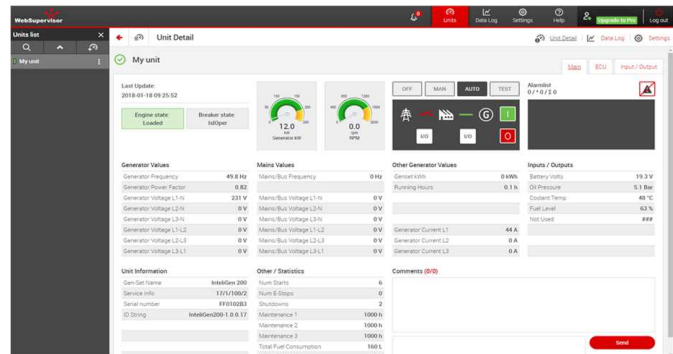 WebSupervisor
Units
Data Log
Settings
Help
Upgrade to Pro
Log out
Units list
My unit
Unit Detail
Unit Detail
Data Log
Settings
My unit
Main
ECU
Input / Output
Last Update:
2018-01-18 09:25:52
Engine state:
Loaded
Breaker state
IslOper
12.0
kW
Generator kW
0.0
rpm
RPM
OFF
MAN
AUTO
TEST
G
I
I/O
I/O
O
Alarmlist
0 / * 0 / ! 0
Generator Values
Generator Frequency 49.8 Hz
Generator Power Factor 0.82
Generator Voltage L1-N 231 V
Generator Voltage L2-N 0 V
Generator Voltage L3-N 0 V
Generator Voltage L1-L2 0 V
Generator Voltage L2-L3 0 V
Generator Voltage L3-L1 0 V
Mains Values
Mains/Bus Frequency 0 Hz
Mains/Bus Voltage L1-N 0 V
Mains/Bus Voltage L2-N 0 V
Mains/Bus Voltage L3-N 0 V
Mains/Bus Voltage L1-L2 0 V
Mains/Bus Voltage L2-L3 0 V
Mains/Bus Voltage L3-L1 0 V
Other Generator Values
Genset kWh 0 kWh
Running Hours 0.1 h
Generator Current L1 44 A
Generator Current L2 0 A
Generator Current L3 0 A
Inputs / Outputs
Battery Volts 19.3 V
Oil Pressure 5.1 Bar
Coolant Temp 48 °C
Fuel Level 63 %
Not Used ###
Unit Information
Gen-Set Name InteliGen 200
Service Info 17/1/100/2
Serial number FF0102B3
ID String InteliGen200-1.0.0.17
Other / Statistics
Num Starts 6
Num E-Stops 0
Shutdowns 2
Maintenance 1 1000 h
Maintenance 2 1000 h
Maintenance 3 1000 h
Total Fuel Consumption 160 L
Comments (0/0)
Send